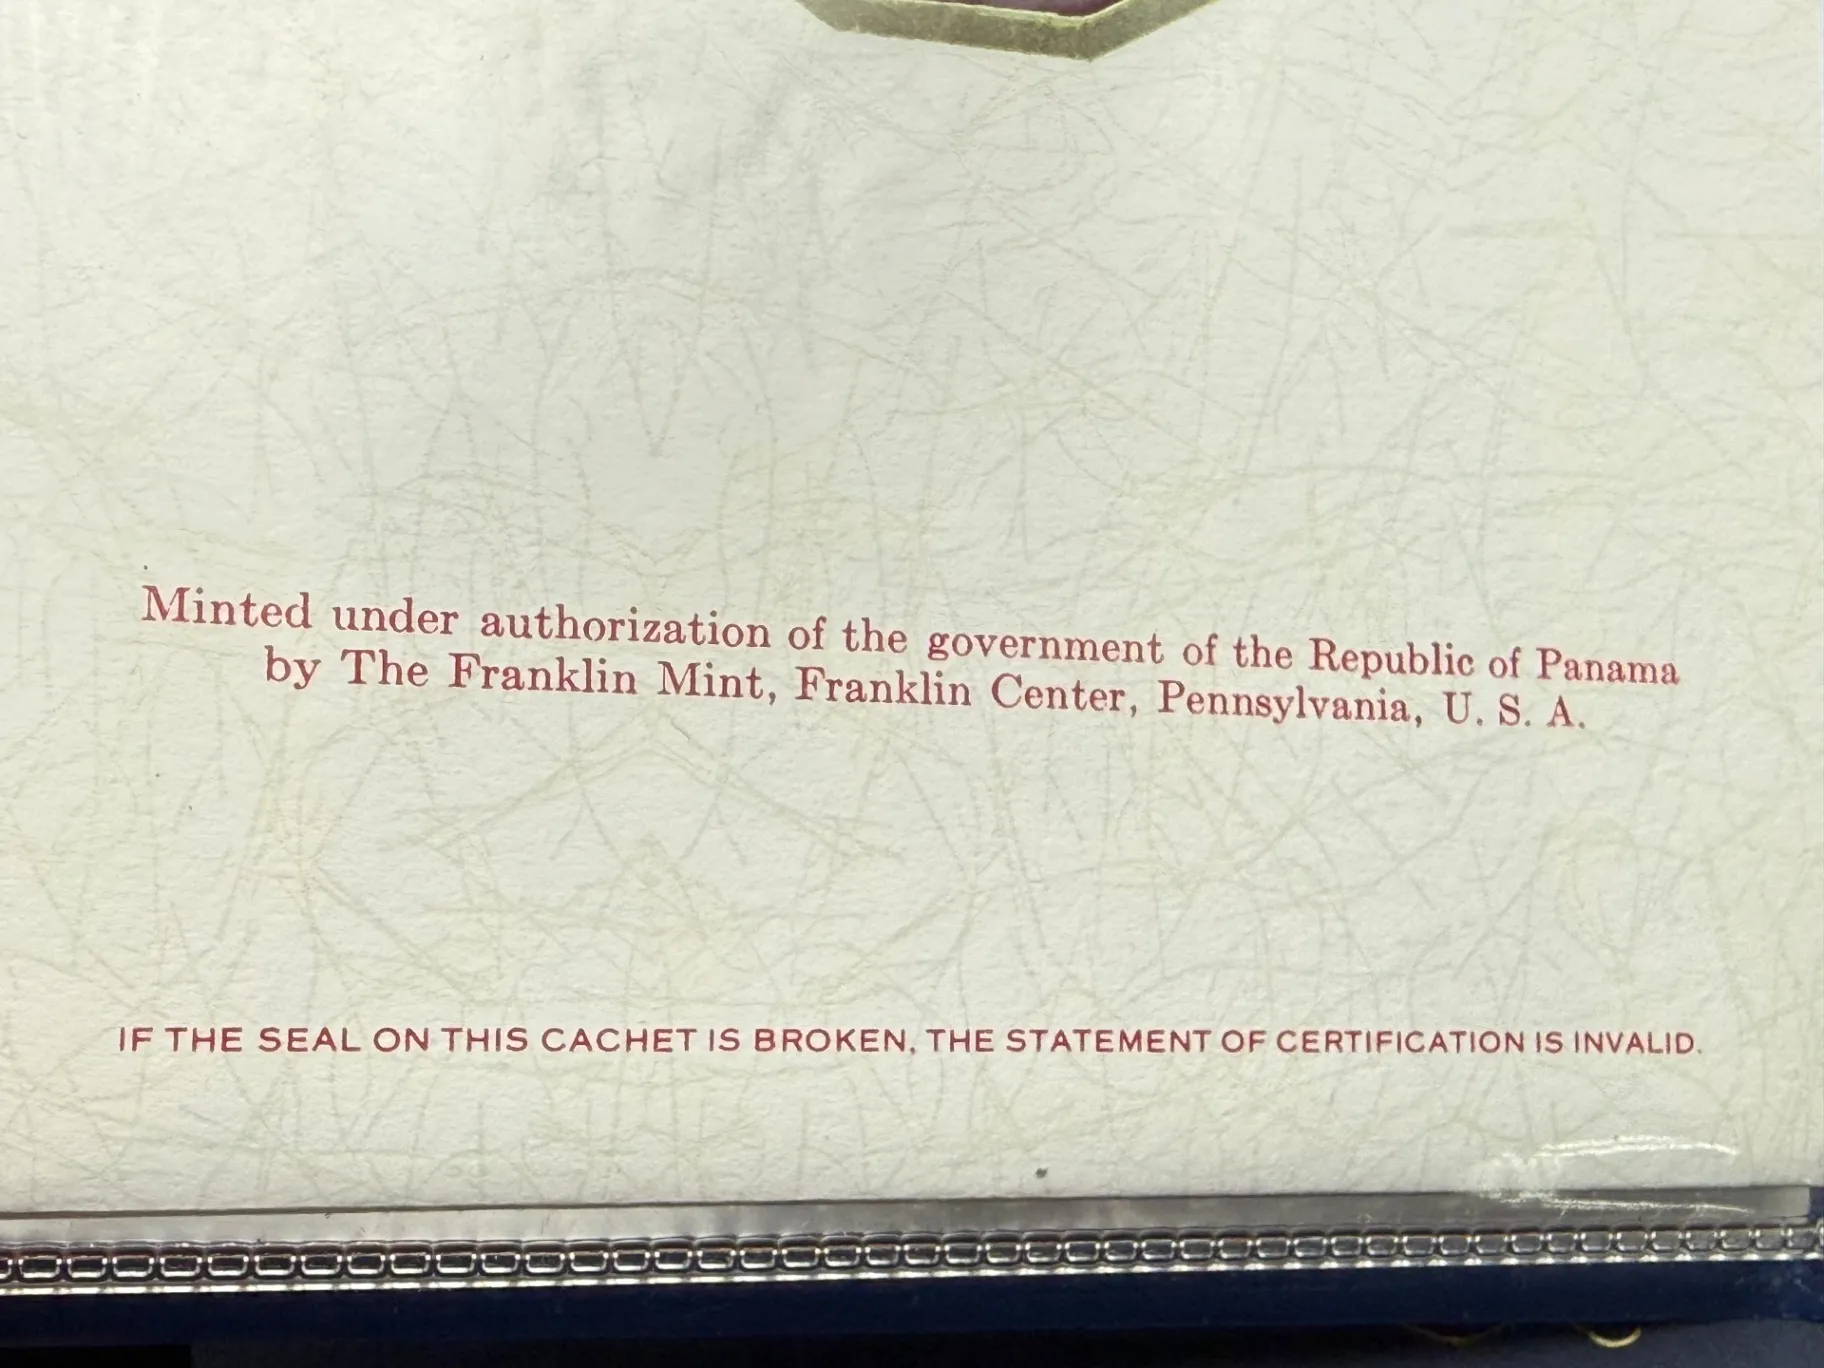 Minted under authorization of the government of the Republic of Panama
by The Franklin Mint, Franklin Center, Pennsylvania, U. S. A.
IF THE SEAL ON THIS CACHET IS BROKEN, THE STATEMENT OF CERTIFICATION IS INVALID.